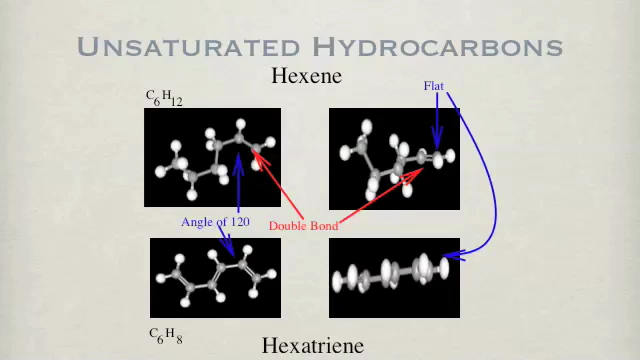 UNSATURATED HYDROCARBONS
Hexene
C6H12
Flat
Angle of 120
Double Bond
C6H8
Hexatriene